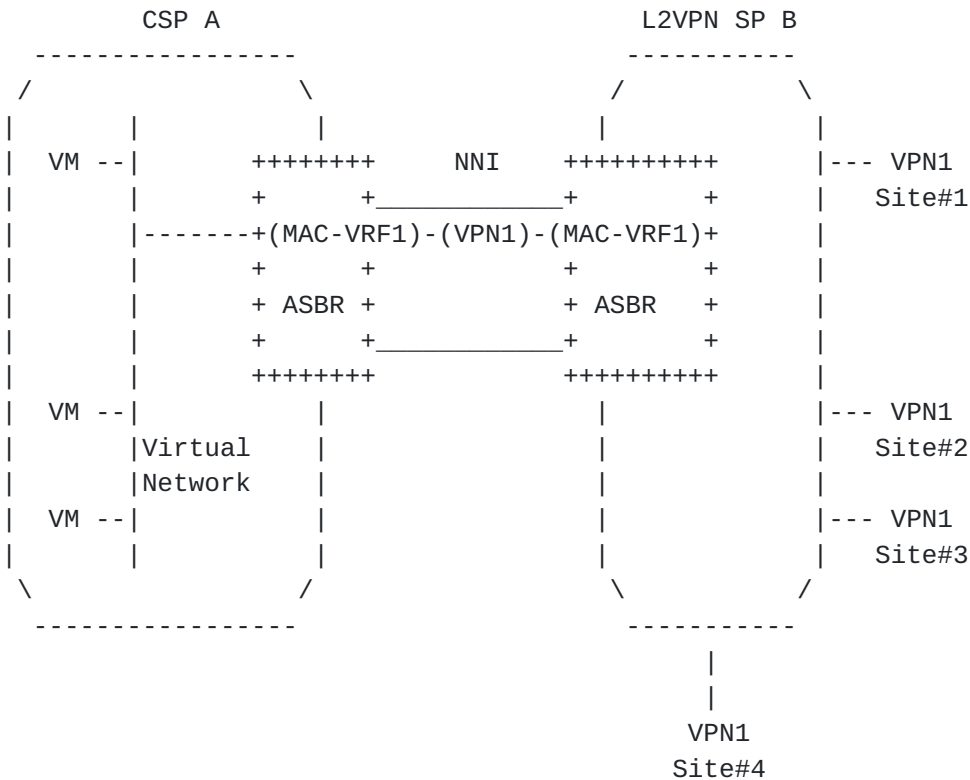 CSP A L2VPN SP B
VM -- NNI --- VPN1
Site#1
(MAC-VRF1)-(VPN1)-(MAC-VRF1)
ASBR ASBR
VM -- --- VPN1
Virtual Site#2
Network
VM -- --- VPN1
Site#3
VPN1
Site#4